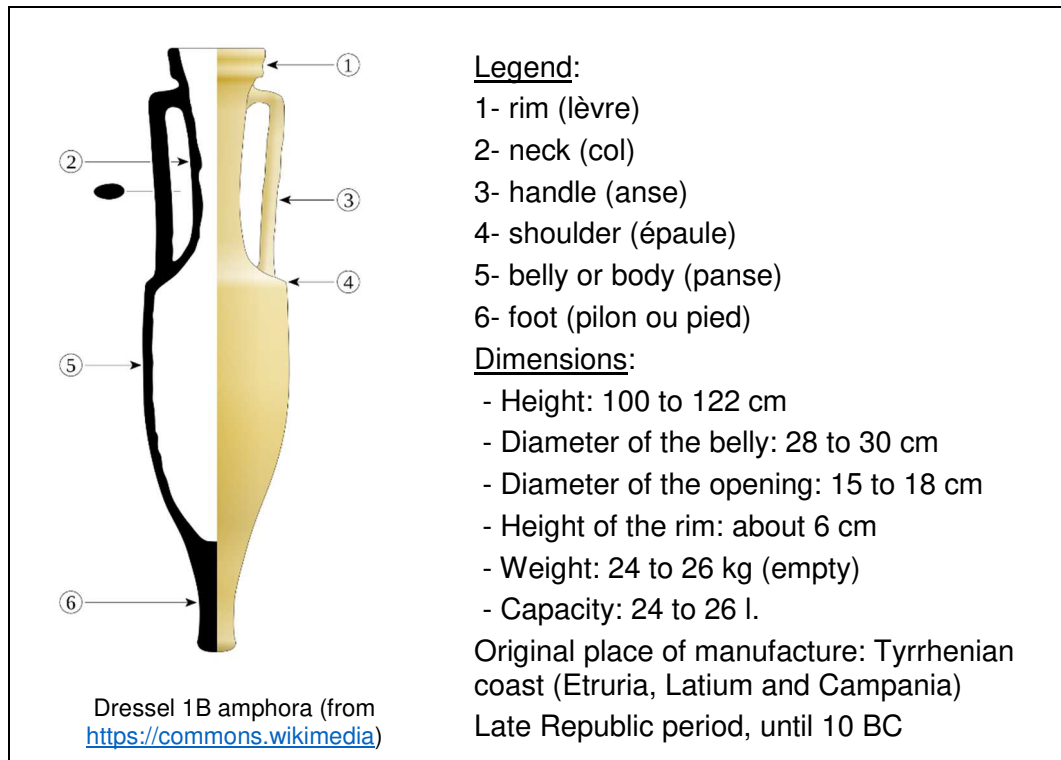 1
2
3
4
5
6
Dressel 1B amphora (from
https://commons.wikimedia)
Legend:
1- rim (lèvre)
2- neck (col)
3- handle (anse)
4- shoulder (épaule)
5- belly or body (panse)
6- foot (pilon ou pied)
Dimensions:
- Height: 100 to 122 cm
- Diameter of the belly: 28 to 30 cm
- Diameter of the opening: 15 to 18 cm
- Height of the rim: about 6 cm
- Weight: 24 to 26 kg (empty)
- Capacity: 24 to 26 l.
Original place of manufacture: Tyrrhenian
coast (Etruria, Latium and Campania)
Late Republic period, until 10 BC